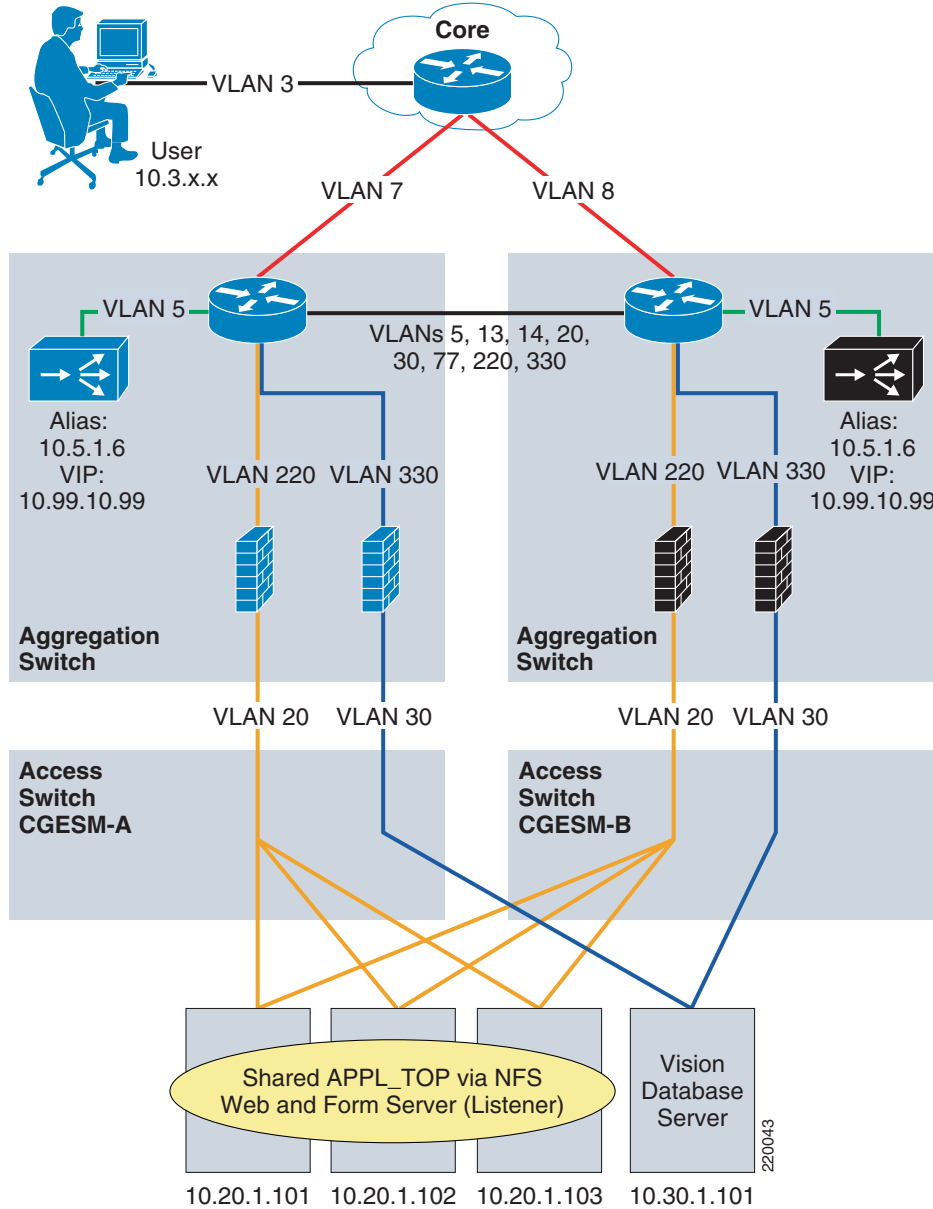 Core
VLAN 3
User
10.3.x.x
VLAN 7
VLAN 8
VLAN 5
VLANs 5, 13, 14, 20,
30, 77, 220, 330
VLAN 5
Alias:
10.5.1.6
VIP:
10.99.10.99
Alias:
10.5.1.6
VIP:
10.99.10.99
VLAN 220
VLAN 330
VLAN 220
VLAN 330
Aggregation
Switch
Aggregation
Switch
VLAN 20
VLAN 30
VLAN 20
VLAN 30
Access
Switch
CGESM-A
Access
Switch
CGESM-B
Shared APPL_TOP via NFS
Web and Form Server (Listener)
Vision
Database
Server
220043
10.20.1.101
10.20.1.102
10.20.1.103
10.30.1.101